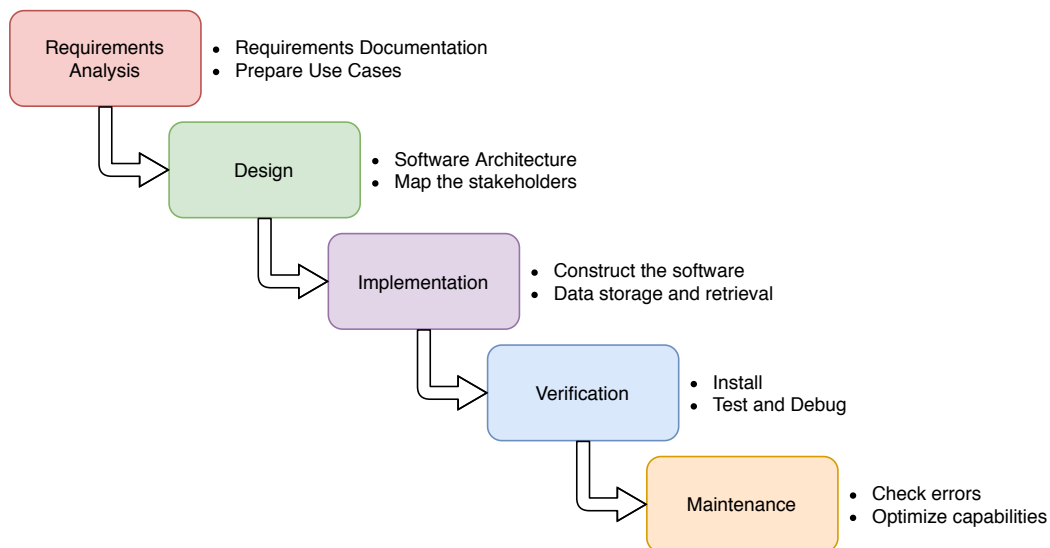 Requirements
Analysis
• Requirements Documentation
• Prepare Use Cases
Design
• Software Architecture
• Map the stakeholders
Implementation
• Construct the software
• Data storage and retrieval
Verification
• Install
• Test and Debug
Maintenance
• Check errors
• Optimize capabilities